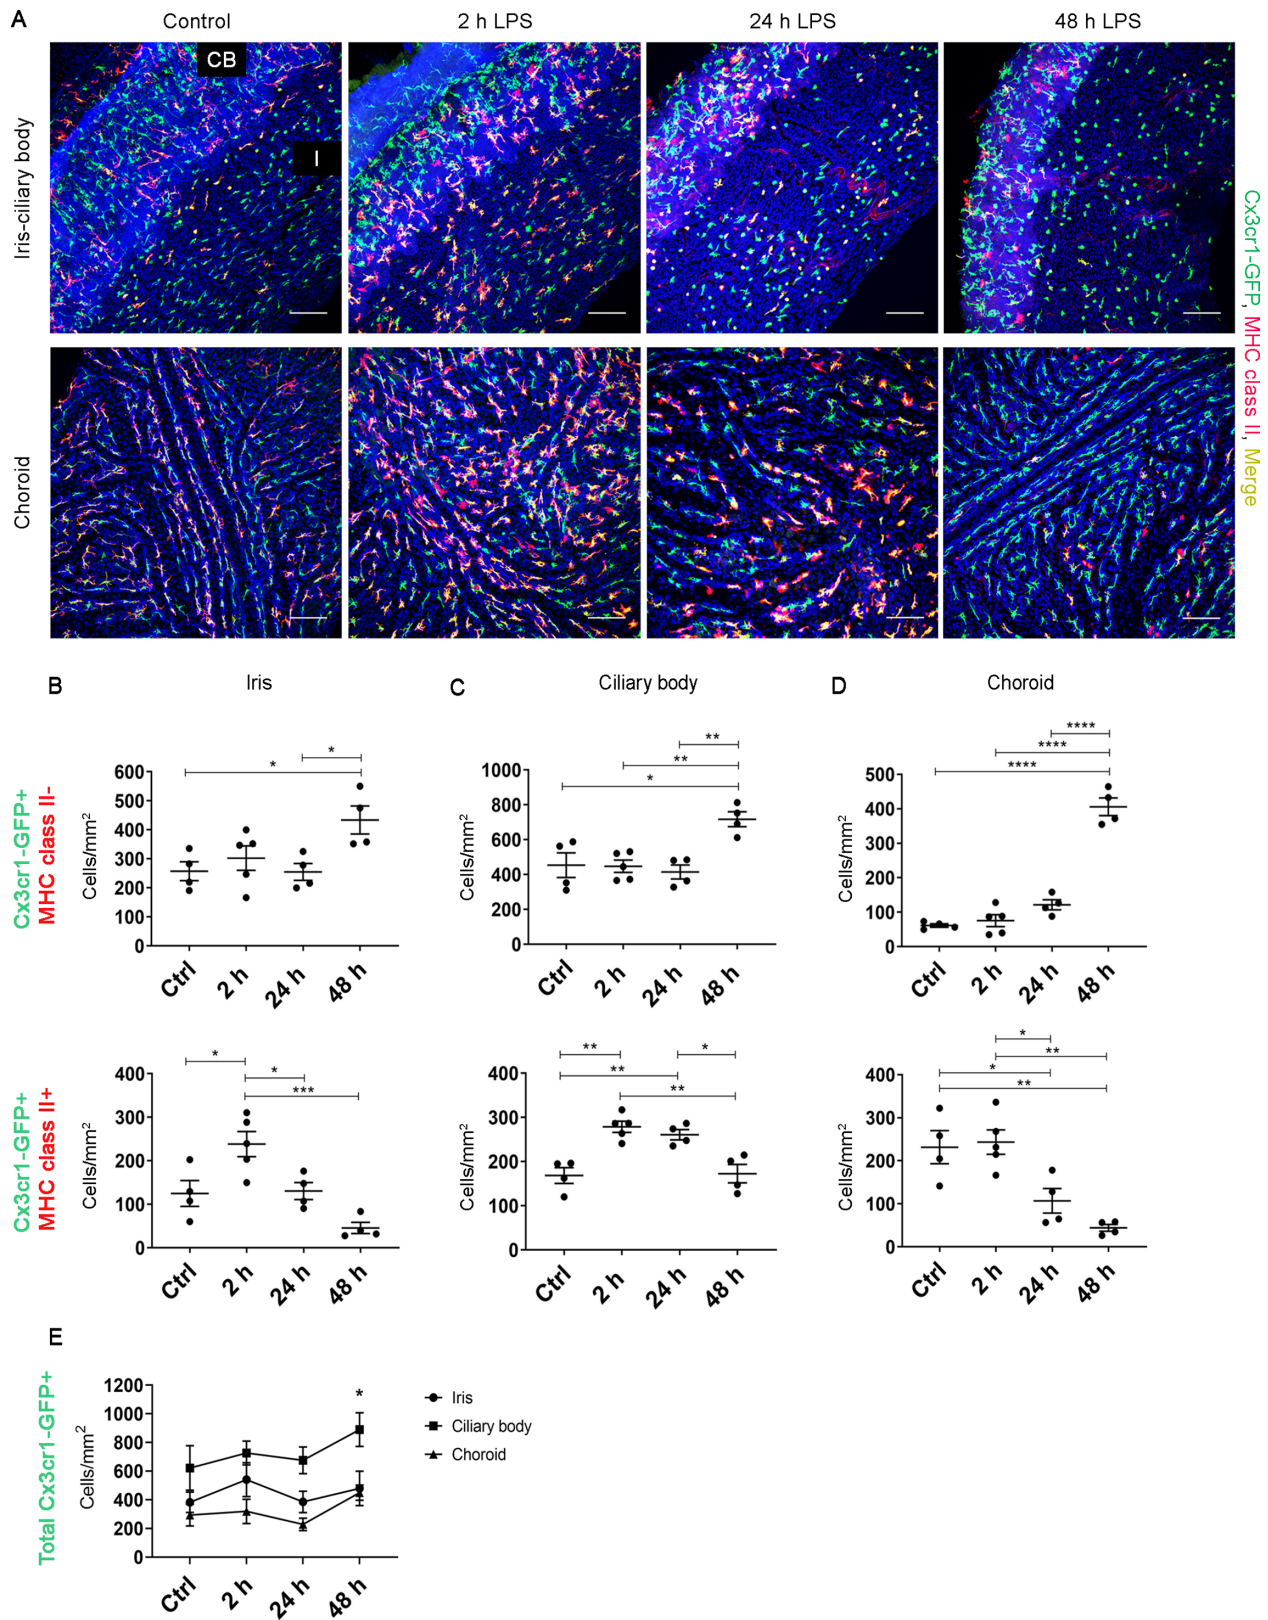 A
Control
2 h LPS
24 h LPS
48 h LPS
Iris-ciliary body
CB
I
Choroid
Cx3cr1-GFP, MHC class II, Merge
B
Iris
C
Ciliary body
D
Choroid
Cx3cr1-GFP+
MHC class II-
Cells/mm2
600
500
400
300
200
100
0
*
*
Ctrl
2 h
24 h
48 h
Cells/mm2
1000
800
600
400
200
0
**
**
*
Ctrl
2 h
24 h
48 h
Cells/mm2
500
400
300
200
100
0
****
****
****
Ctrl
2 h
24 h
48 h
Cx3cr1-GFP+
MHC class II+
Cells/mm2
400
300
200
100
0
*
*
***
Ctrl
2 h
24 h
48 h
Cells/mm2
400
300
200
100
0
**
*
**
**
Ctrl
2 h
24 h
48 h
Cells/mm2
400
300
200
100
0
*
**
*
**
Ctrl
2 h
24 h
48 h
E
Total Cx3cr1-GFP+
Cells/mm2
1200
1000
800
600
400
200
0
*
Ctrl
2 h
24 h
48 h
Iris
Ciliary body
Choroid